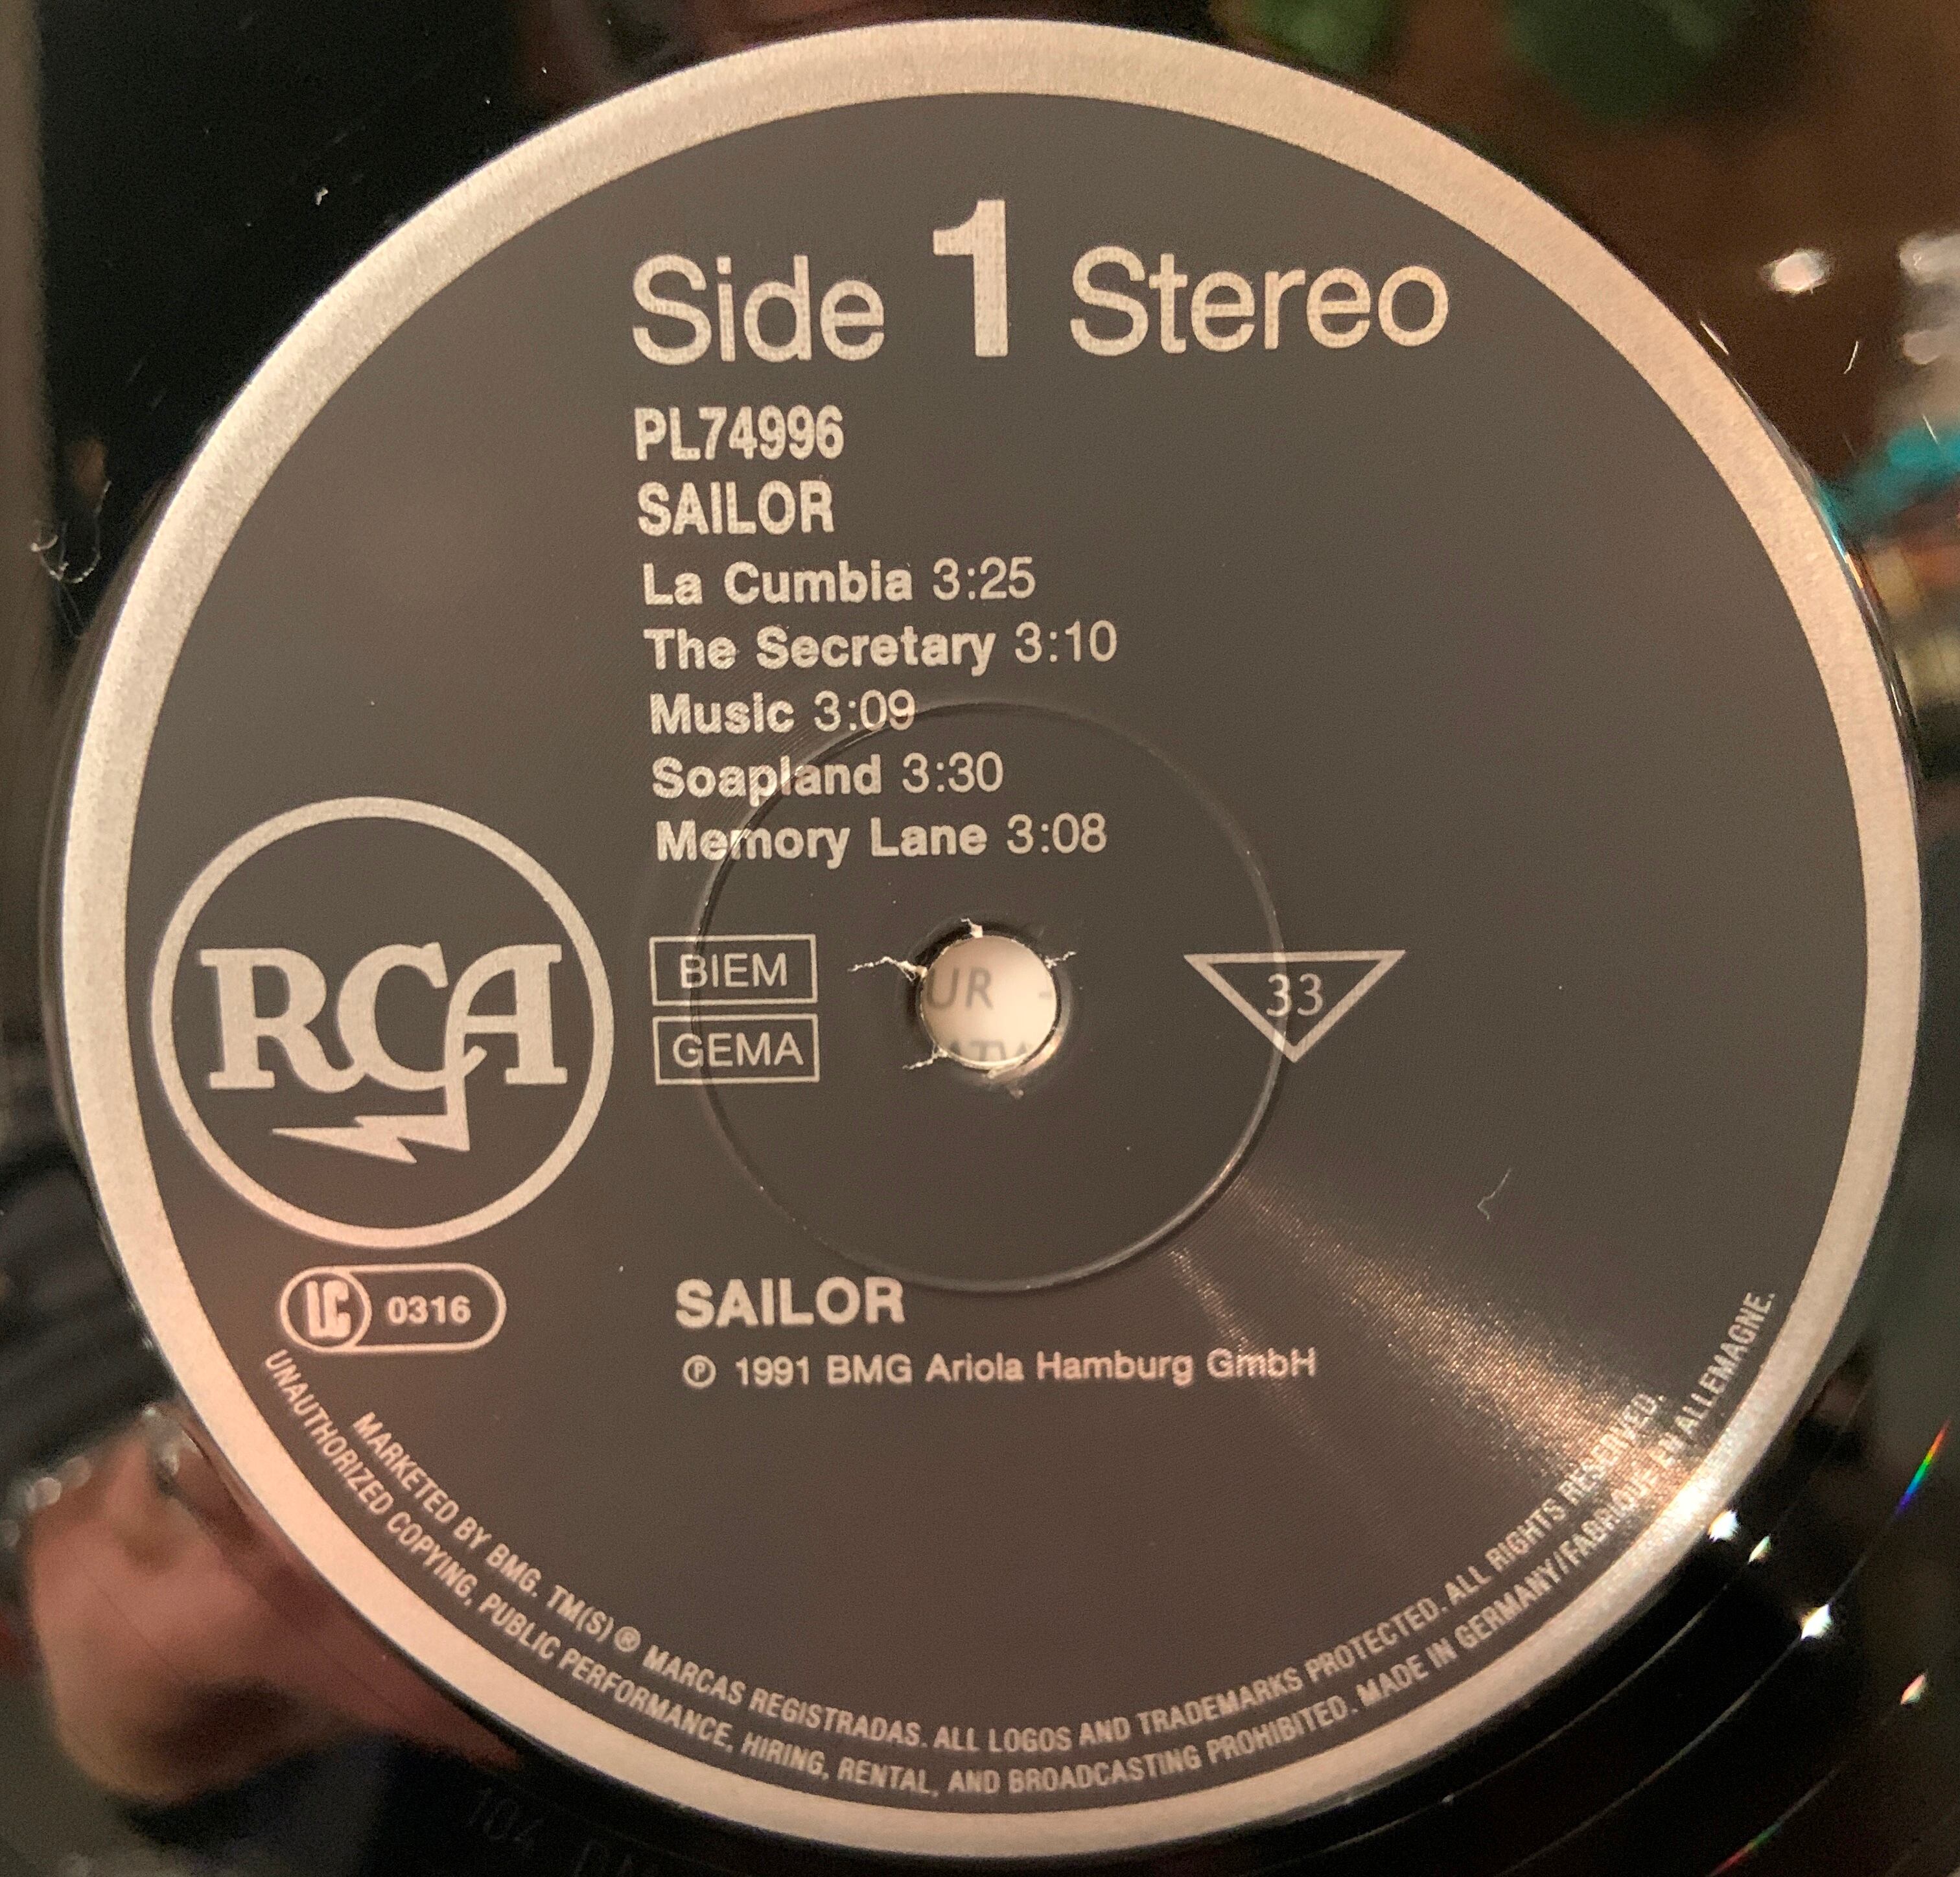 Side 1 Stereo
PL74996
SAILOR
La Cumbia 3:25
The Secretary 3:10
Music 3:09
Soapland 3:30
Memory Lane 3:08
RCA
BIEM
GEMA
UR -
33
LC 0316
SAILOR
℗ 1991 BMG Ariola Hamburg GmbH
MARKETED BY BMG. TM(S) ® MARCAS REGISTRADAS. ALL LOGOS AND TRADEMARKS PROTECTED. ALL RIGHTS RESERVED.
UNAUTHORIZED COPYING, PUBLIC PERFORMANCE, HIRING, RENTAL, AND BROADCASTING PROHIBITED. MADE IN GERMANY/FABRIQUE EN ALLEMAGNE.